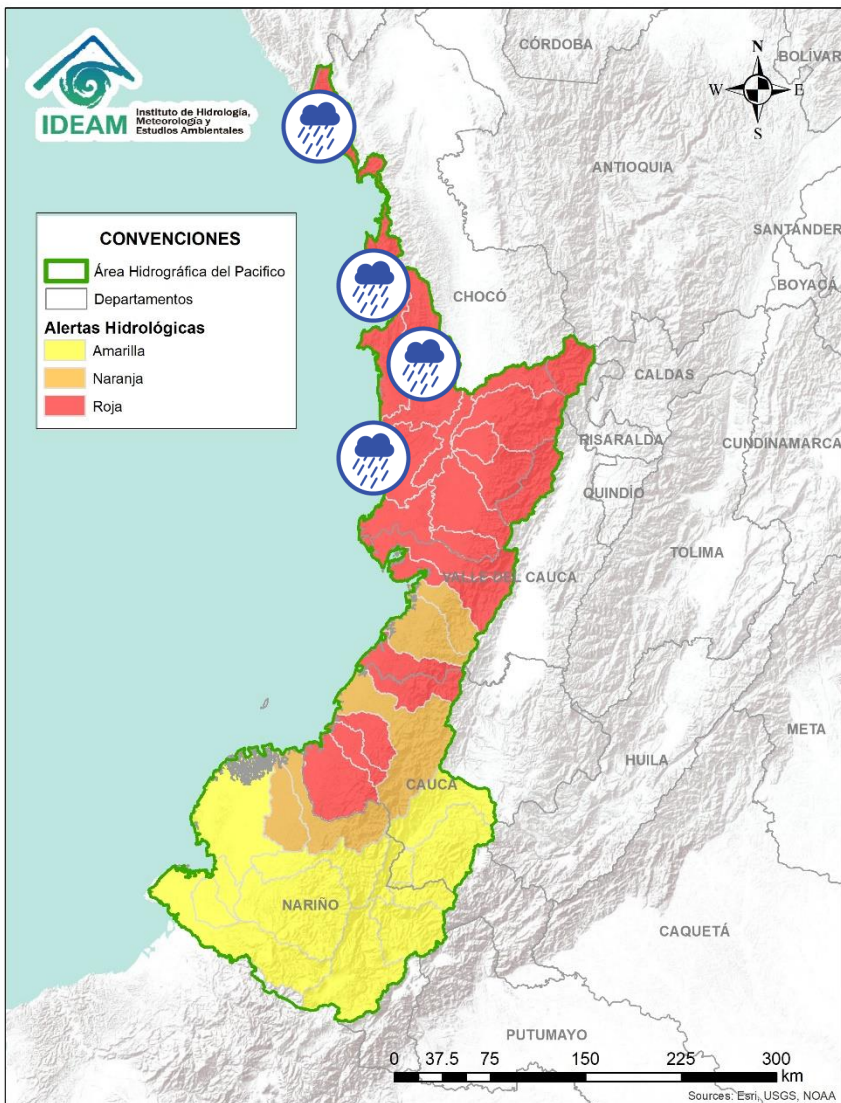 IDEAM
Instituto de Hidrología,
Meteorología y
Estudios Ambientales
CÓRDOBA
BOLÍVAR
N
W
E
S
ANTIOQUIA
SANTANDER
BOYACÁ
CONVENCIONES
Área Hidrográfica del Pacifico
Departamentos
Alertas Hidrológicas
Amarilla
Naranja
Roja
CHOCÓ
CALDAS
RISARALDA
CUNDINAMARCA
QUINDÍO
TOLIMA
VALLE DEL CAUCA
META
HUILA
CAUCA
NARIÑO
CAQUETÁ
PUTUMAYO
0 37.5 75 150 225 300
km
Sources: Esri, USGS, NOAA